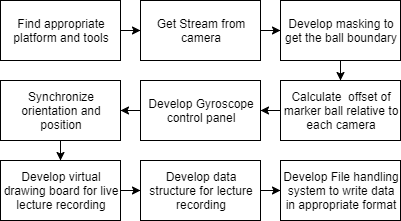 Find appropriate
platform and tools
Get Stream from
camera
Develop masking to
get the ball boundary
Calculate offset of
marker ball relative to
each camera
Develop Gyroscope
control panel
Synchronize
orientation and
position
Develop virtual
drawing board for live
lecture recording
Develop data
structure for lecture
recording
Develop File handling
system to write data
in appropriate format